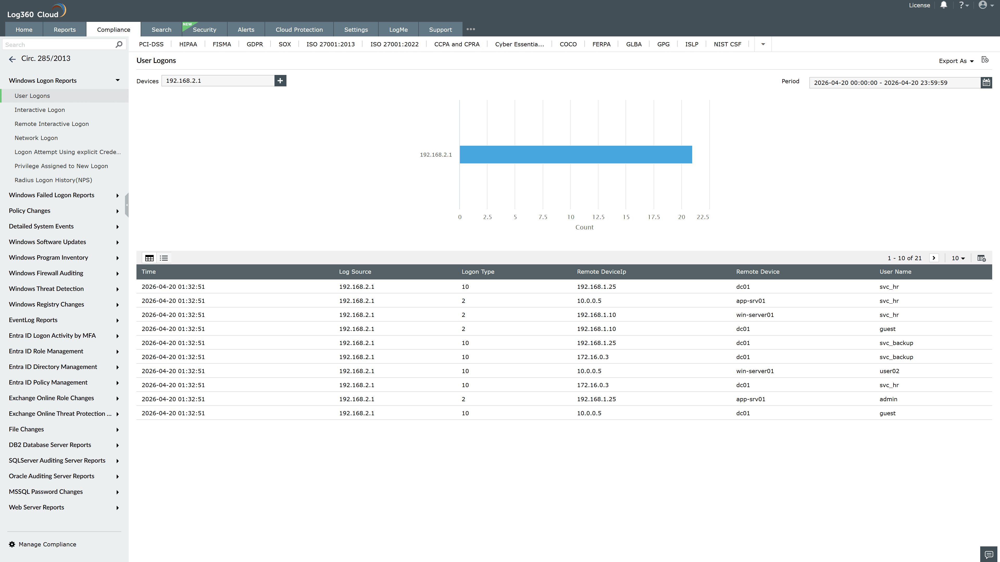 License
?
Log360 Cloud
Home
Reports
Compliance
Search
NEW
Security
Alerts
Cloud Protection
Settings
LogMe
Support
Search
PCI-DSS
HIPAA
FISMA
GDPR
SOX
ISO 27001:2013
ISO 27001:2022
CCPA and CPRA
Cyber Essentia...
COCO
FERPA
GLBA
GPG
ISLP
NIST CSF
Circ. 285/2013
Windows Logon Reports
User Logons
Interactive Logon
Remote Interactive Logon
Network Logon
Logon Attempt Using explicit Crede...
Privilege Assigned to New Logon
Radius Logon History(NPS)
Windows Failed Logon Reports
Policy Changes
Detailed System Events
Windows Software Updates
Windows Program Inventory
Windows Firewall Auditing
Windows Threat Detection
Windows Registry Changes
EventLog Reports
Entra ID Logon Activity by MFA
Entra ID Role Management
Entra ID Directory Management
Entra ID Policy Management
Exchange Online Role Changes
Exchange Online Threat Protection ...
File Changes
DB2 Database Server Reports
SQLServer Auditing Server Reports
Oracle Auditing Server Reports
MSSQL Password Changes
Web Server Reports
Manage Compliance
User Logons
Export As
Devices 192.168.2.1 +
Period 2026-04-20 00:00:00 - 2026-04-20 23:59:59
192.168.2.1
0 2.5 5 7.5 10 12.5 15 17.5 20 22.5
Count
1 - 10 of 21 10
Time Log Source Logon Type Remote DeviceIp Remote Device User Name
2026-04-20 01:32:51 192.168.2.1 10 192.168.1.25 dc01 svc_hr
2026-04-20 01:32:51 192.168.2.1 2 10.0.0.5 app-srv01 svc_hr
2026-04-20 01:32:51 192.168.2.1 2 192.168.1.10 win-server01 svc_hr
2026-04-20 01:32:51 192.168.2.1 2 192.168.1.10 dc01 guest
2026-04-20 01:32:51 192.168.2.1 10 192.168.1.25 dc01 svc_backup
2026-04-20 01:32:51 192.168.2.1 10 172.16.0.3 dc01 svc_backup
2026-04-20 01:32:51 192.168.2.1 10 10.0.0.5 win-server01 user02
2026-04-20 01:32:51 192.168.2.1 10 172.16.0.3 dc01 svc_hr
2026-04-20 01:32:51 192.168.2.1 2 192.168.1.25 app-srv01 admin
2026-04-20 01:32:51 192.168.2.1 10 10.0.0.5 dc01 guest